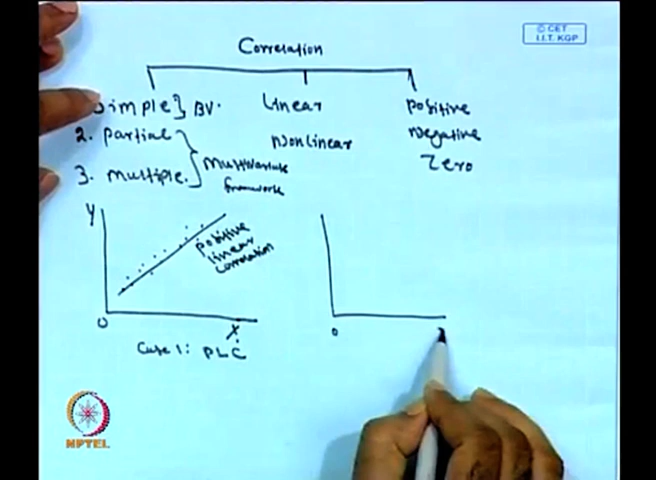 © CET
I.I.T. KGP
Correlation
Simple } BV.
2. partial
3. multiple.
Multivariate
framework
Linear
Nonlinear
positive
Negative
Zero
Y
positive
linear
correlation
0
X
Case 1: PLC
0
NPTEL